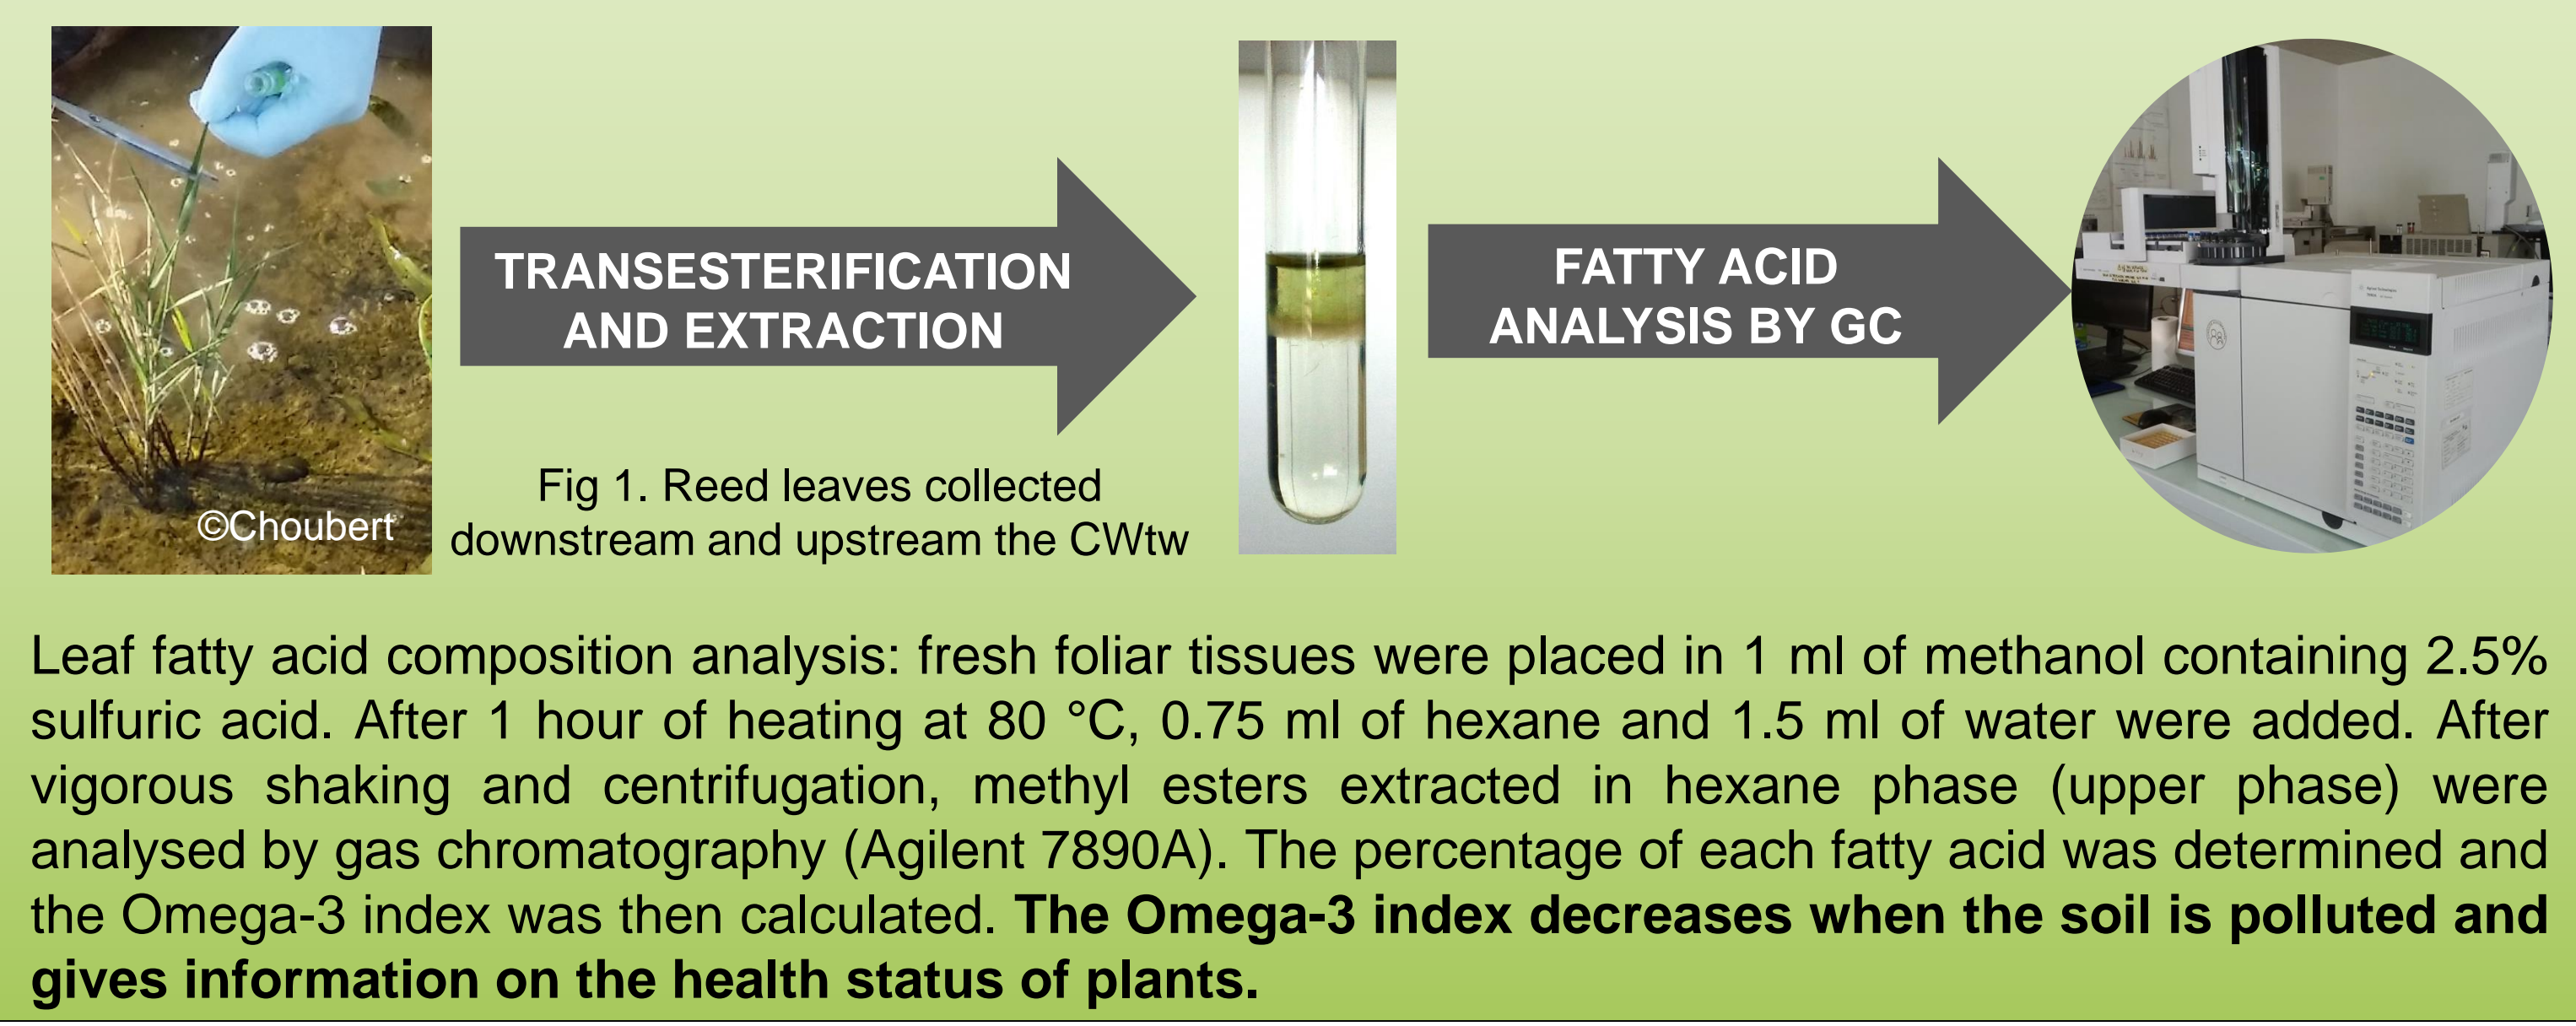 TRANSESTERIFICATION
AND EXTRACTION
FATTY ACID
ANALYSIS BY GC
©Choubert
Fig 1. Reed leaves collected
downstream and upstream the CWtw
Leaf fatty acid composition analysis: fresh foliar tissues were placed in 1 ml of methanol containing 2.5%
sulfuric acid. After 1 hour of heating at 80 °C, 0.75 ml of hexane and 1.5 ml of water were added. After
vigorous shaking and centrifugation, methyl esters extracted in hexane phase (upper phase) were
analysed by gas chromatography (Agilent 7890A). The percentage of each fatty acid was determined and
the Omega-3 index was then calculated. The Omega-3 index decreases when the soil is polluted and
gives information on the health status of plants.